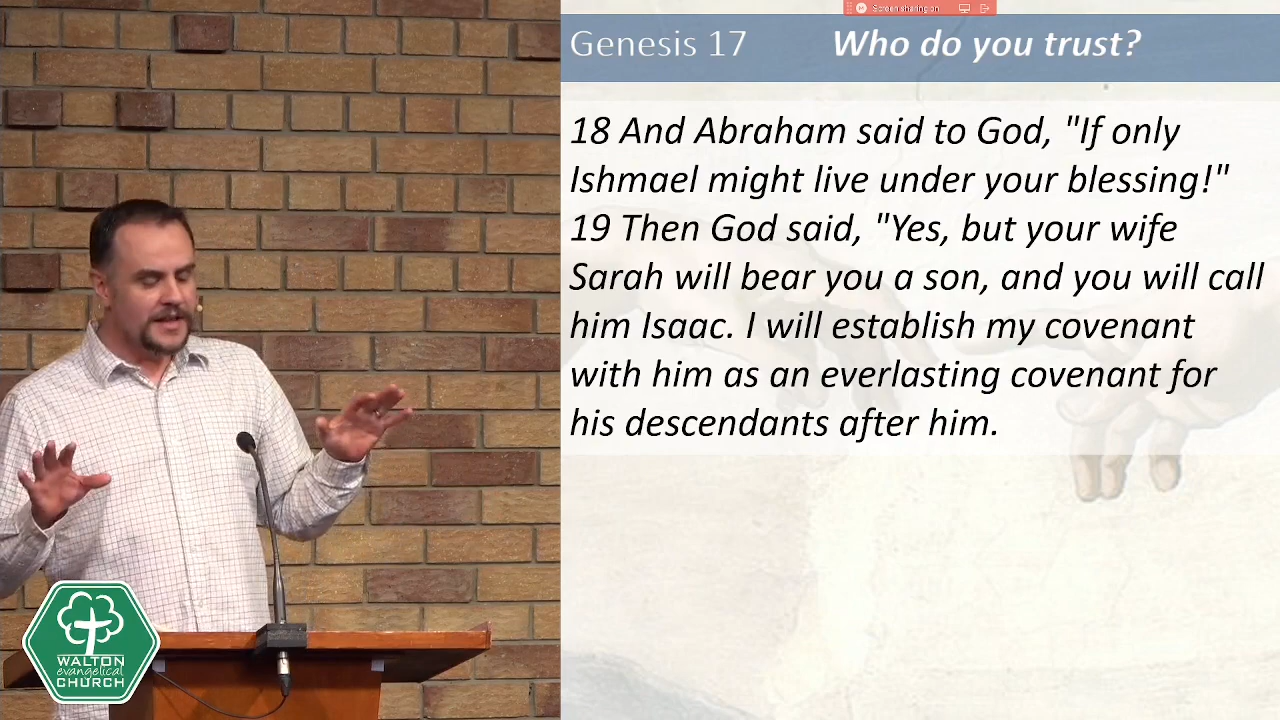 Screen sharing on
Genesis 17 Who do you trust?
18 And Abraham said to God, "If only
Ishmael might live under your blessing!"
19 Then God said, "Yes, but your wife
Sarah will bear you a son, and you will call
him Isaac. I will establish my covenant
with him as an everlasting covenant for
his descendants after him.
WALTON
evangelical
CHURCH